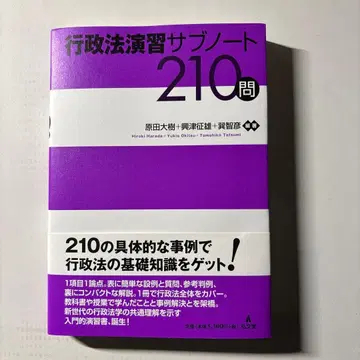 行政法演習サブノート
210問
原田大樹+興津征雄+巽智彦 編著
Hiroki Harada・Yukio Okitsu・Tomohiko Tatsumi
210の具体的な事例で
行政法の基礎知識をゲット!
1項目1論点。表に簡単な設例と質問、参考判例、
裏にコンパクトな解説。1冊で行政法全体をカバー。
教科書や授業で学んだことと事例解決とを架橋。
新世代の行政法学の共通理解を示す
入門的演習書、誕生!
弘文堂